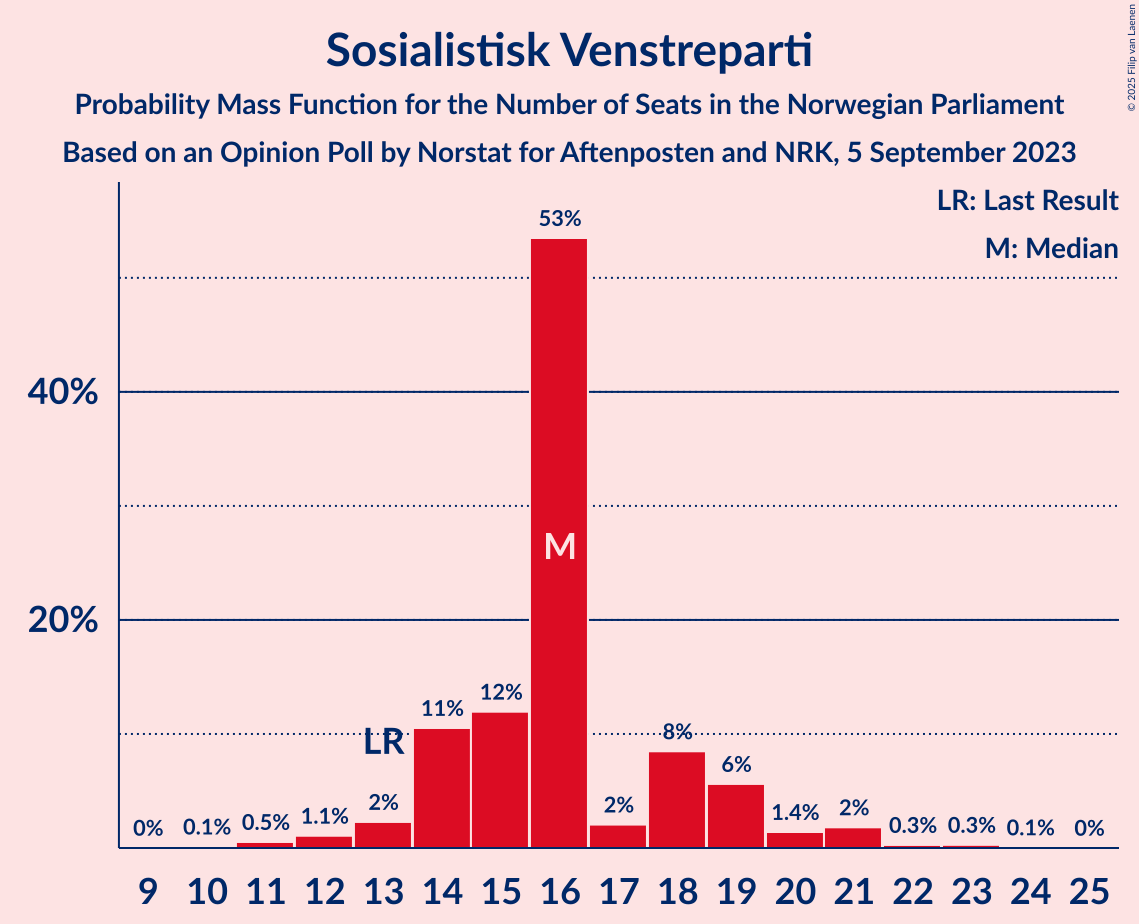 Sosialistisk Venstreparti
Probability Mass Function for the Number of Seats in the Norwegian Parliament
Based on an Opinion Poll by Norstat for Aftenposten and NRK, 5 September 2023
© 2025 Filip van Laenen
LR: Last Result
M: Median
40%
20%
0% 0.1% 0.5% 1.1% 2% 11% 12% 53% 2% 8% 6% 1.4% 2% 0.3% 0.3% 0.1% 0%
LR
M
9 10 11 12 13 14 15 16 17 18 19 20 21 22 23 24 25